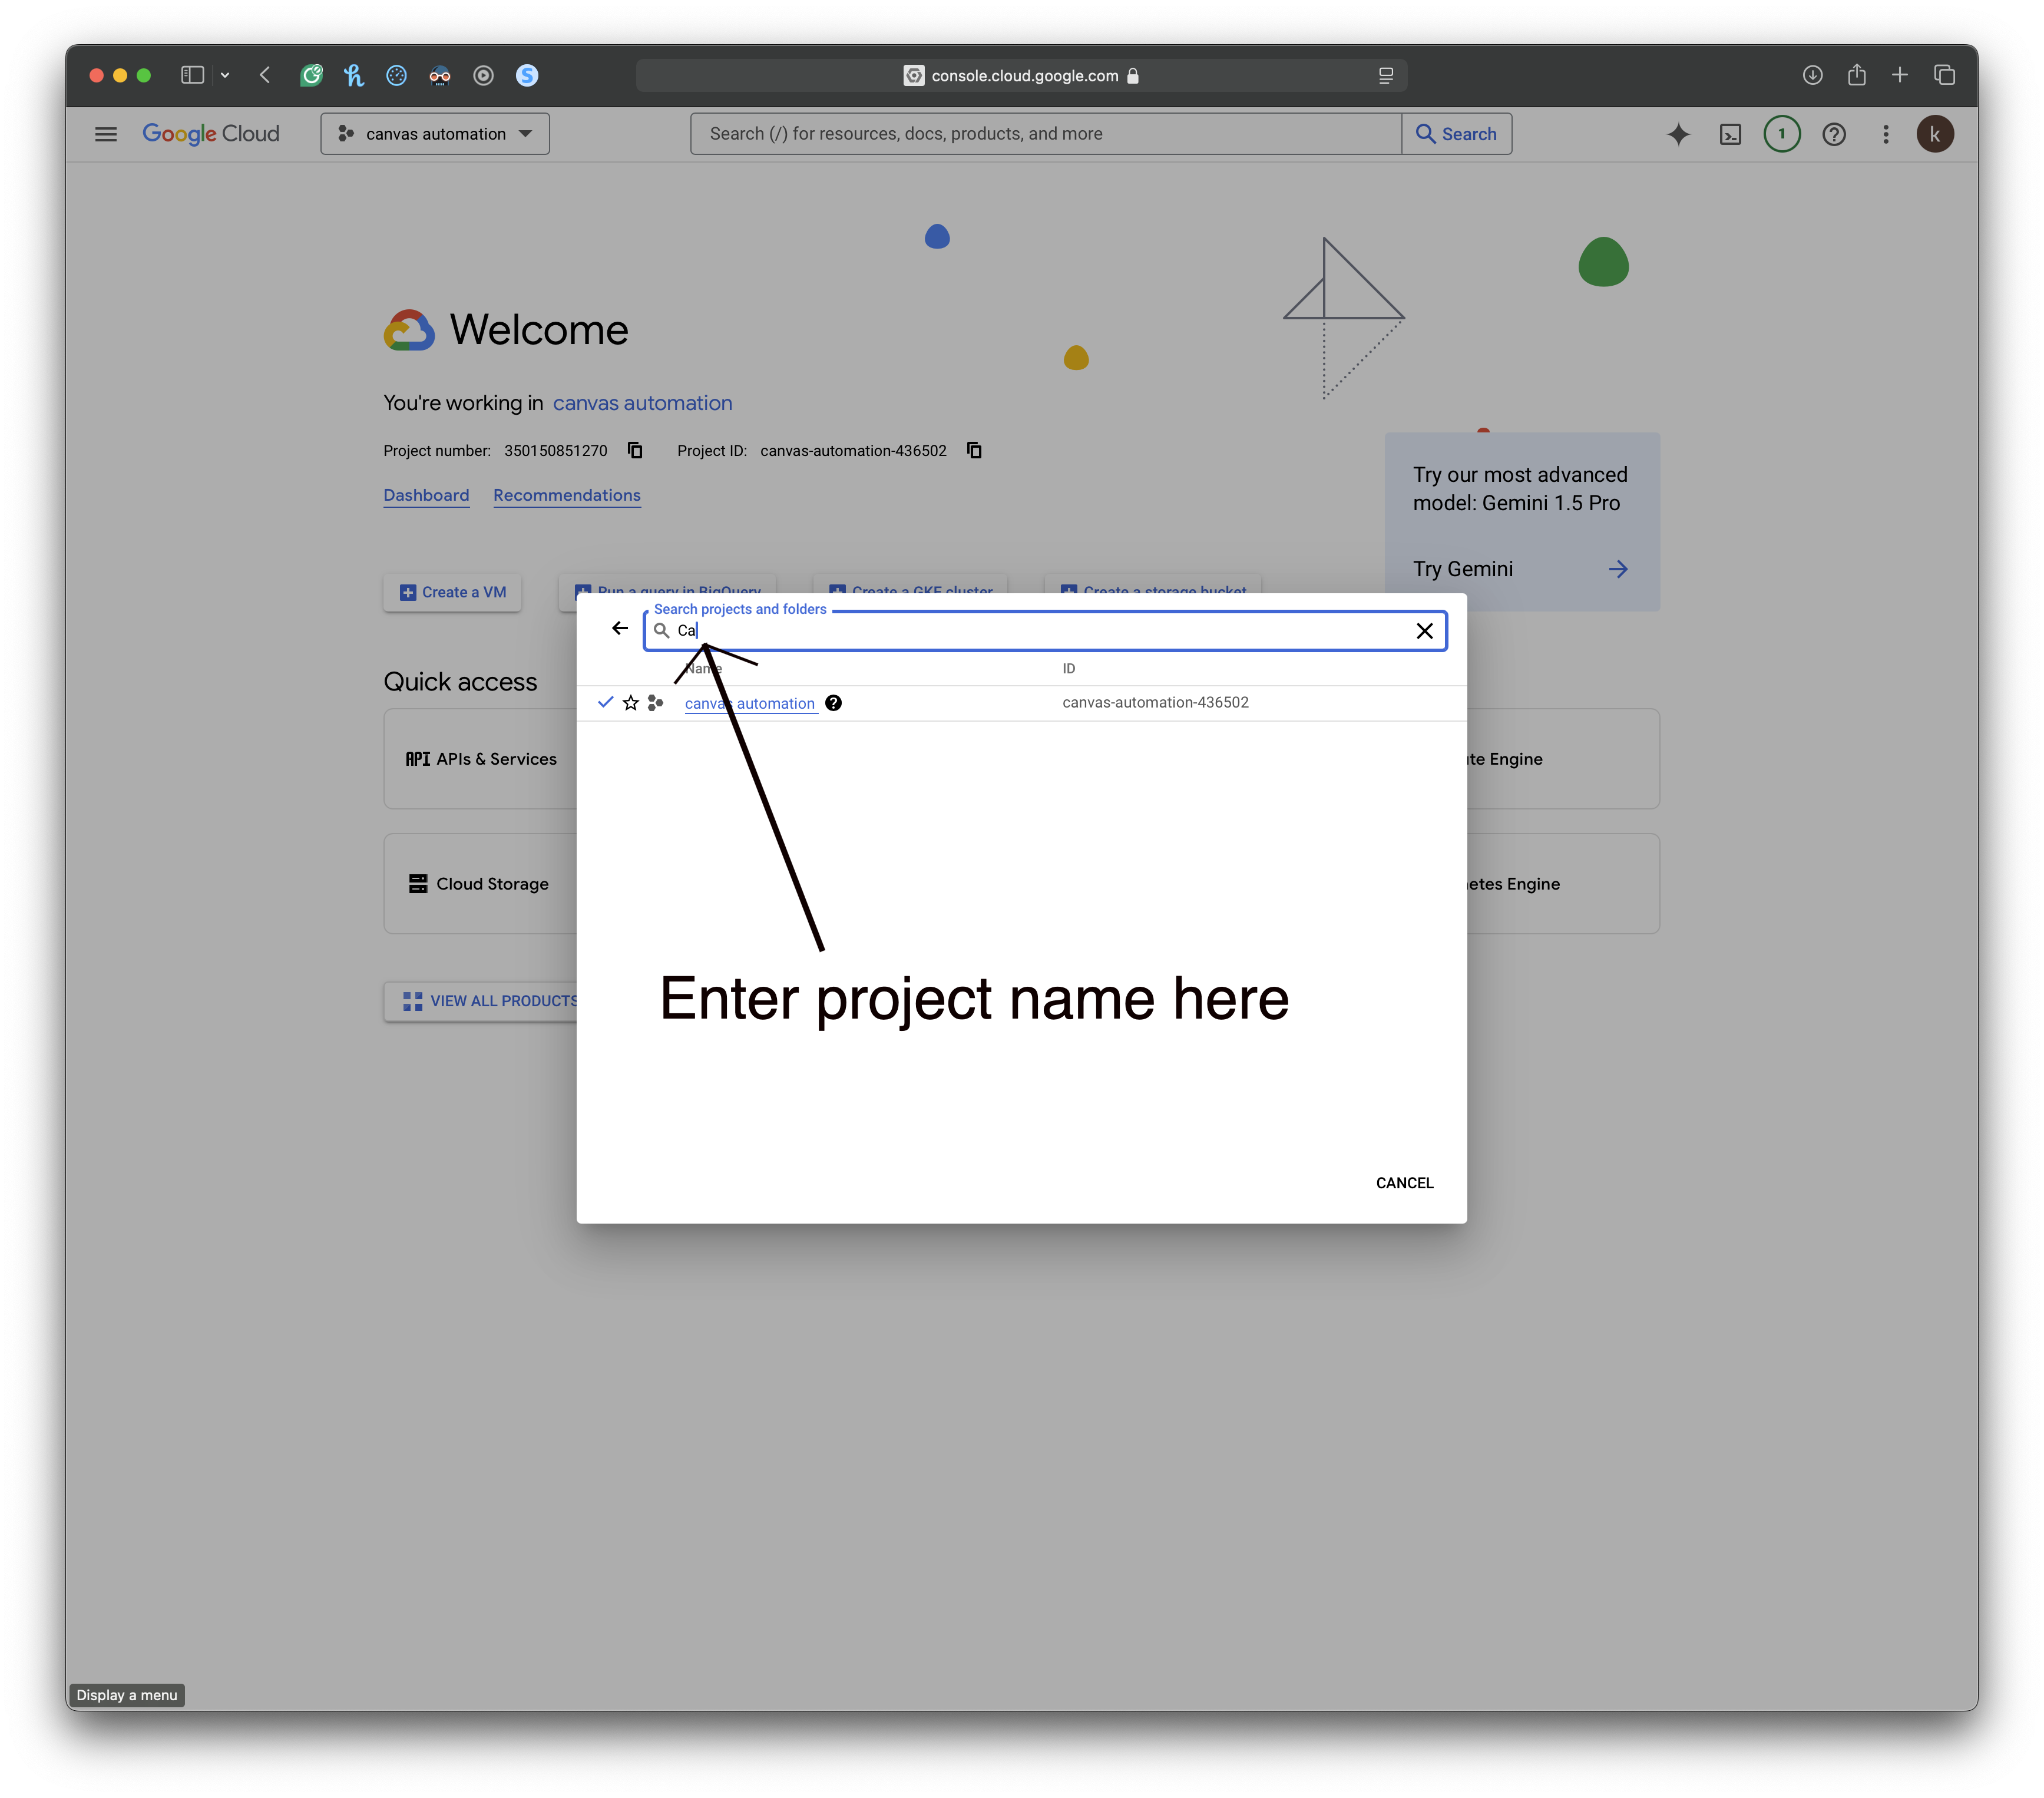 console.cloud.google.com
Google Cloud
canvas automation
Search (/) for resources, docs, products, and more
Search
1
k
Welcome
You're working in canvas automation
Project number: 350150851270 Project ID: canvas-automation-436502
Dashboard Recommendations
Try our most advanced
model: Gemini 1.5 Pro
Try Gemini
Create a VM
Run a query in BigQuery
Create a GKE cluster
Create a storage bucket
Search projects and folders
Ca
Name ID
canvas automation canvas-automation-436502
Quick access
API APIs & Services
te Engine
Cloud Storage
etes Engine
VIEW ALL PRODUCTS
Enter project name here
CANCEL
Display a menu